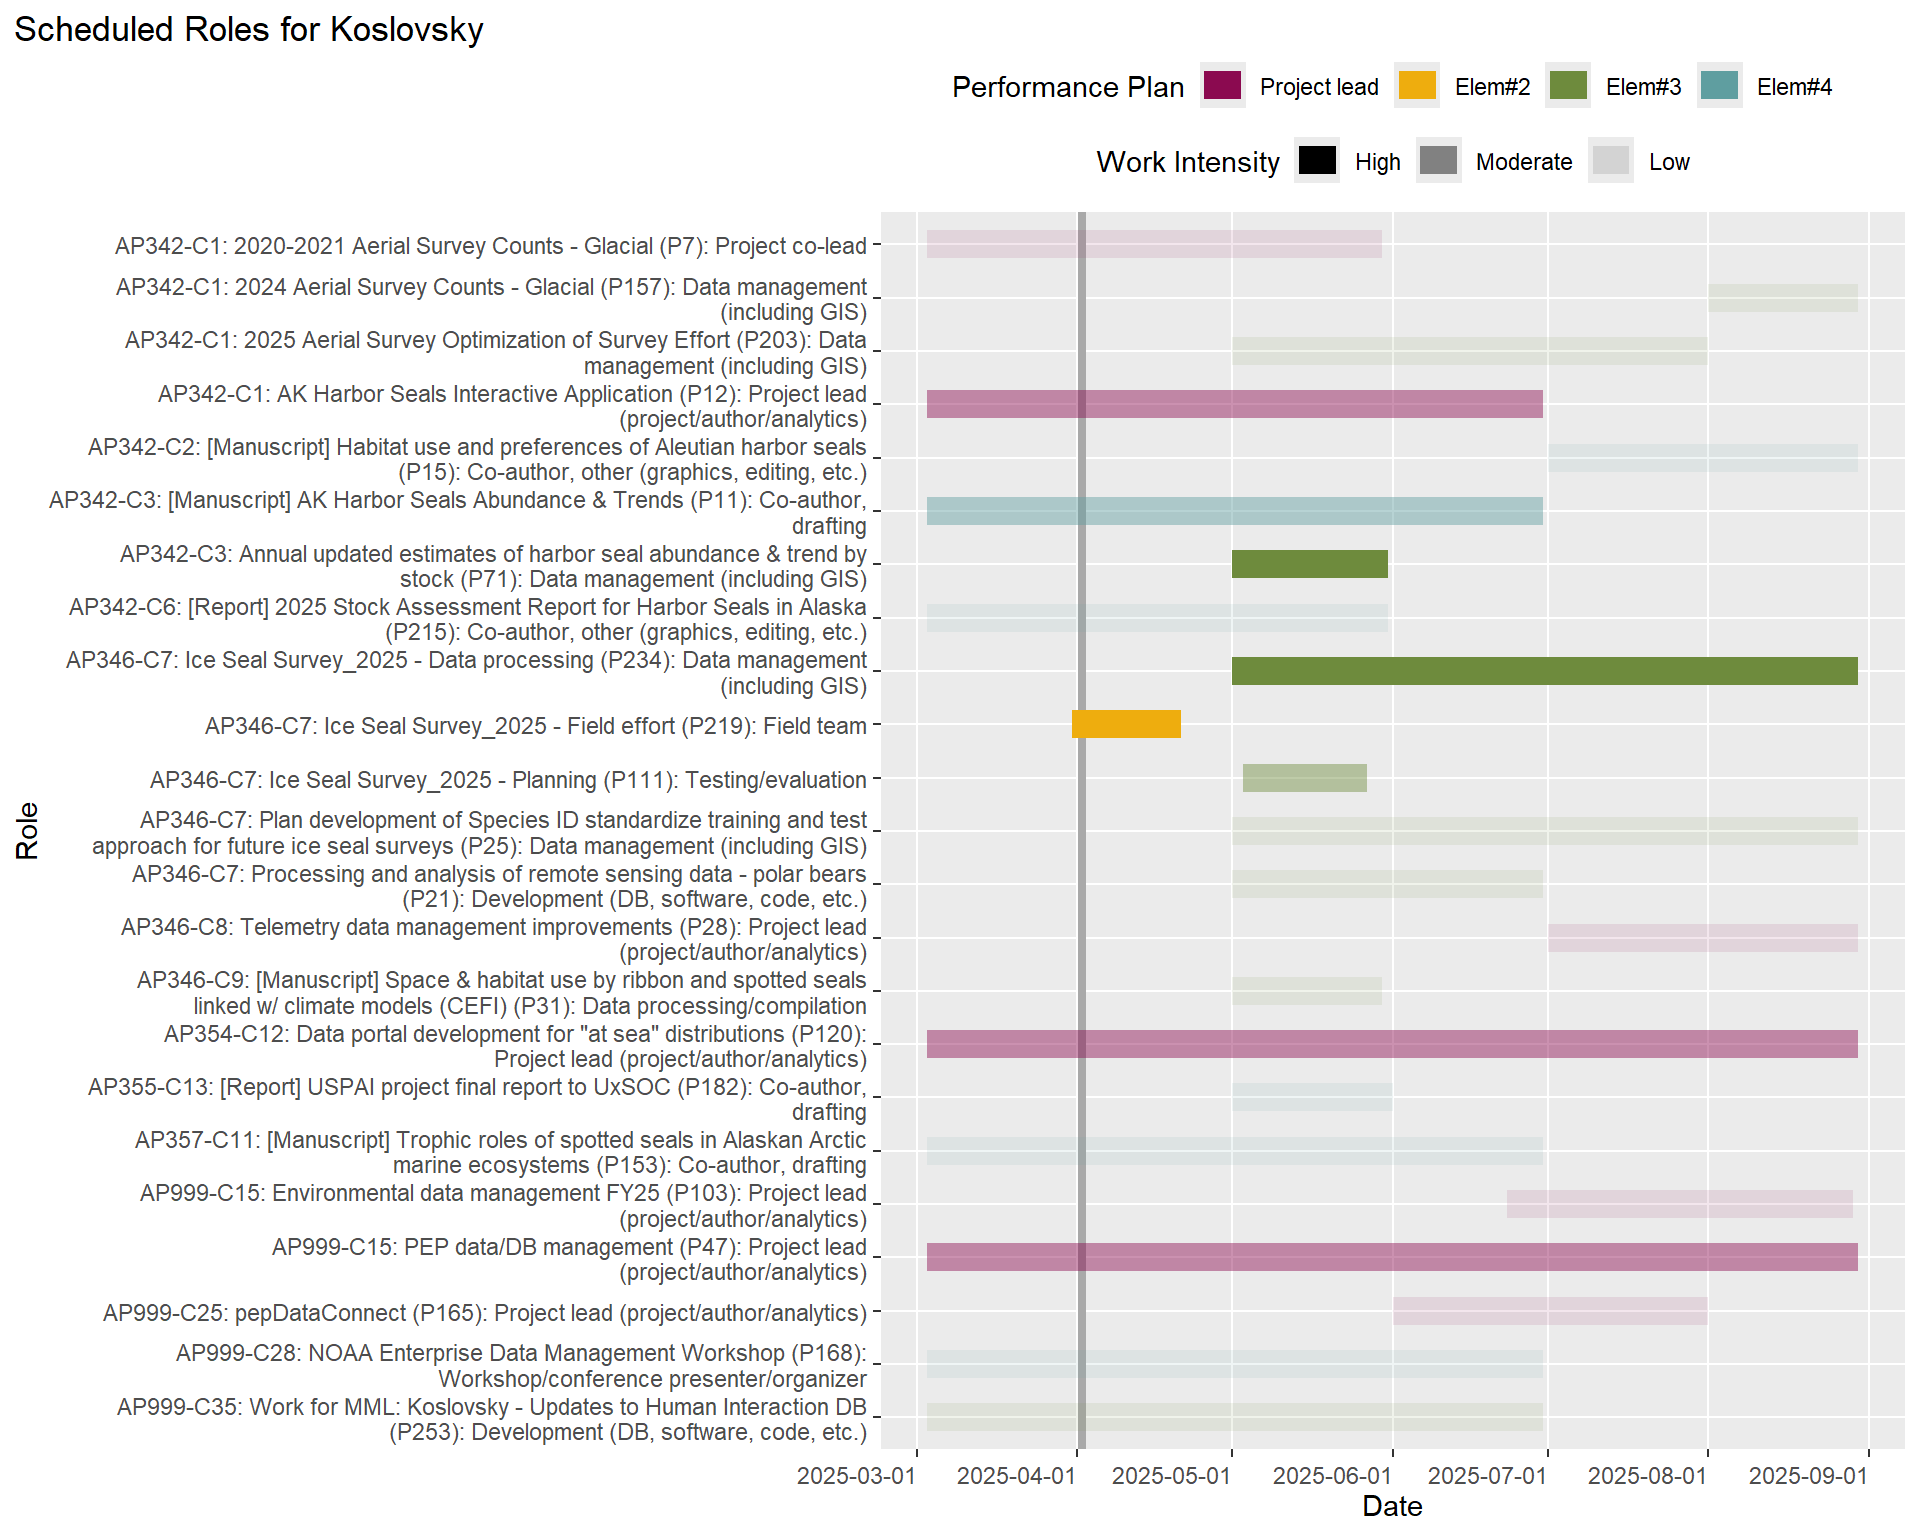 Scheduled Roles for Koslovsky
Performance Plan Project lead Elem#2 Elem#3 Elem#4
Work Intensity High Moderate Low
AP342-C1: 2020-2021 Aerial Survey Counts - Glacial (P7): Project co-lead
AP342-C1: 2024 Aerial Survey Counts - Glacial (P157): Data management
(including GIS)
AP342-C1: 2025 Aerial Survey Optimization of Survey Effort (P203): Data
management (including GIS)
AP342-C1: AK Harbor Seals Interactive Application (P12): Project lead
(project/author/analytics)
AP342-C2: [Manuscript] Habitat use and preferences of Aleutian harbor seals
(P15): Co-author, other (graphics, editing, etc.)
AP342-C3: [Manuscript] AK Harbor Seals Abundance & Trends (P11): Co-author,
drafting
AP342-C3: Annual updated estimates of harbor seal abundance & trend by
stock (P71): Data management (including GIS)
AP342-C6: [Report] 2025 Stock Assessment Report for Harbor Seals in Alaska
(P215): Co-author, other (graphics, editing, etc.)
AP346-C7: Ice Seal Survey_2025 - Data processing (P234): Data management
(including GIS)
AP346-C7: Ice Seal Survey_2025 - Field effort (P219): Field team
AP346-C7: Ice Seal Survey_2025 - Planning (P111): Testing/evaluation
AP346-C7: Plan development of Species ID standardize training and test
approach for future ice seal surveys (P25): Data management (including GIS)
AP346-C7: Processing and analysis of remote sensing data - polar bears
(P21): Development (DB, software, code, etc.)
AP346-C8: Telemetry data management improvements (P28): Project lead
(project/author/analytics)
AP346-C9: [Manuscript] Space & habitat use by ribbon and spotted seals
linked w/ climate models (CEFI) (P31): Data processing/compilation
AP354-C12: Data portal development for "at sea" distributions (P120):
Project lead (project/author/analytics)
AP355-C13: [Report] USPAI project final report to UxSOC (P182): Co-author,
drafting
AP357-C11: [Manuscript] Trophic roles of spotted seals in Alaskan Arctic
marine ecosystems (P153): Co-author, drafting
AP999-C15: Environmental data management FY25 (P103): Project lead
(project/author/analytics)
AP999-C15: PEP data/DB management (P47): Project lead
(project/author/analytics)
AP999-C25: pepDataConnect (P165): Project lead (project/author/analytics)
AP999-C28: NOAA Enterprise Data Management Workshop (P168):
Workshop/conference presenter/organizer
AP999-C35: Work for MML: Koslovsky - Updates to Human Interaction DB
(P253): Development (DB, software, code, etc.)
Role
2025-03-01 2025-04-01 2025-05-01 2025-06-01 2025-07-01 2025-08-01 2025-09-01
Date